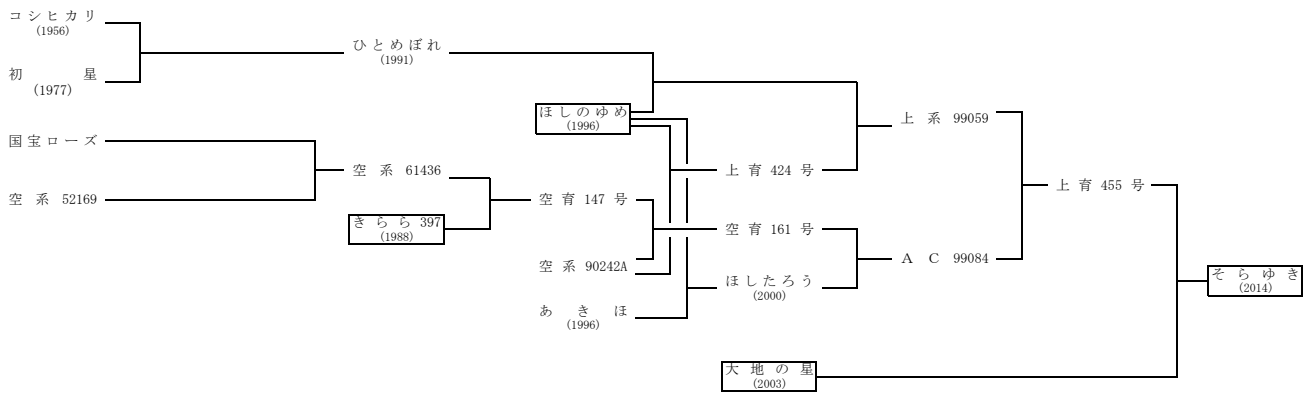 コシヒカリ
(1956)
初星
(1977)
ひとめぼれ
(1991)
ほしのゆめ
(1996)
国宝ローズ
空系 52169
空系 61436
きらら397
(1988)
空育 147 号
空系 90242A
あきほ
(1996)
上育 424 号
空育 161 号
ほしたろう
(2000)
大地の星
(2003)
上系 99059
AC 99084
上育 455 号
そらゆき
(2014)